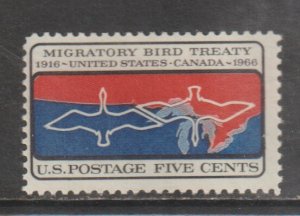 MIGRATORY BIRD TREATY
1916~UNITED STATES~CANADA~1966
U.S. POSTAGE FIVE CENTS